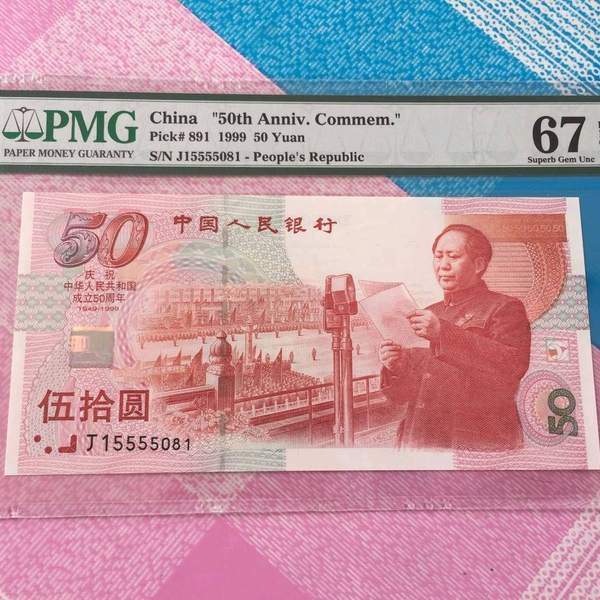 PMG
PAPER MONEY GUARANTY
China "50th Anniv. Commem."
Pick# 891 1999 50 Yuan
S/N J15555081 - People's Republic
67
Superb Gem Unc
50
中国人民银行
庆祝
中华人民共和国
成立50周年
1949-1999
伍拾圆
J15555081
50